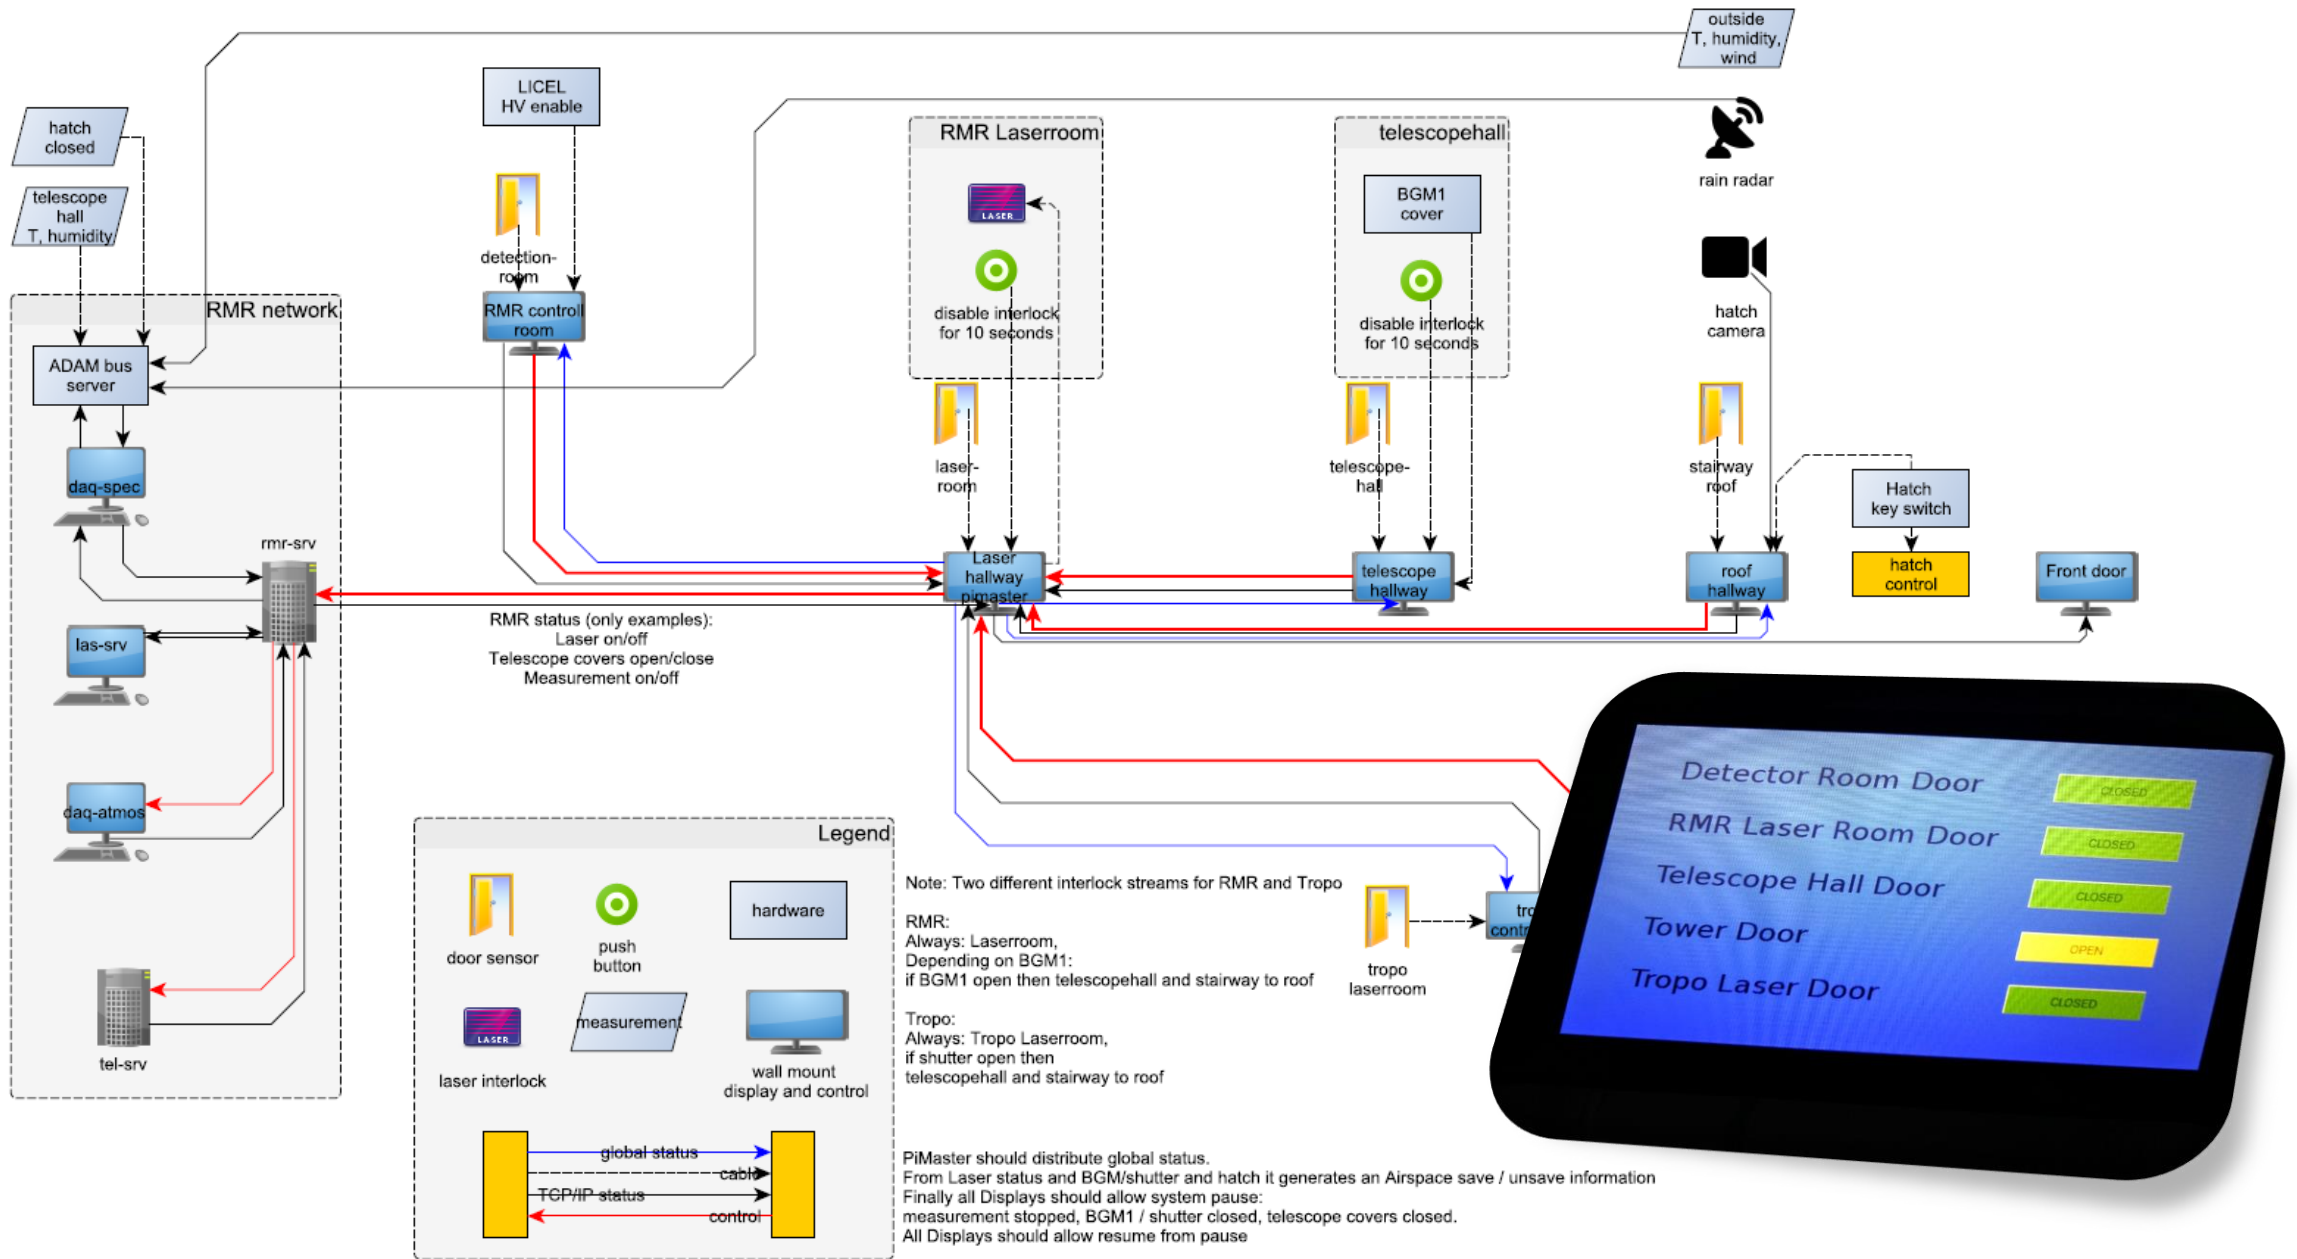 outside
T, humidity,
wind
LICEL
HV enable
hatch
closed
telescope
hall
T, humidity
RMR Laserroom
LASER
disable interlock
for 10 seconds
telescopehall
BGM1
cover
disable interlock
for 10 seconds
rain radar
hatch
camera
detection-
room
RMR controll
room
RMR network
ADAM bus
server
daq-spec
rmr-srv
las-srv
daq-atmos
tel-srv
laser-
room
telescope-
hall
stairway
roof
Hatch
key switch
hatch
control
Laser
hallway
pimaster
telescope
hallway
roof
hallway
Front door
RMR status (only examples):
Laser on/off
Telescope covers open/close
Measurement on/off
Legend
door sensor
push
button
hardware
LASER
laser interlock
measurement
wall mount
display and control
global status
cable
TCP/IP status
control
Note: Two different interlock streams for RMR and Tropo
RMR:
Always: Laserroom,
Depending on BGM1:
if BGM1 open then telescopehall and stairway to roof
Tropo:
Always: Tropo Laserroom,
if shutter open then
telescopehall and stairway to roof
tropo
laserroom
PiMaster should distribute global status.
From Laser status and BGM/shutter and hatch it generates an Airspace save / unsave information
Finally all Displays should allow system pause:
measurement stopped, BGM1 / shutter closed, telescope covers closed.
All Displays should allow resume from pause
Detector Room Door CLOSED
RMR Laser Room Door CLOSED
Telescope Hall Door CLOSED
Tower Door OPEN
Tropo Laser Door CLOSED